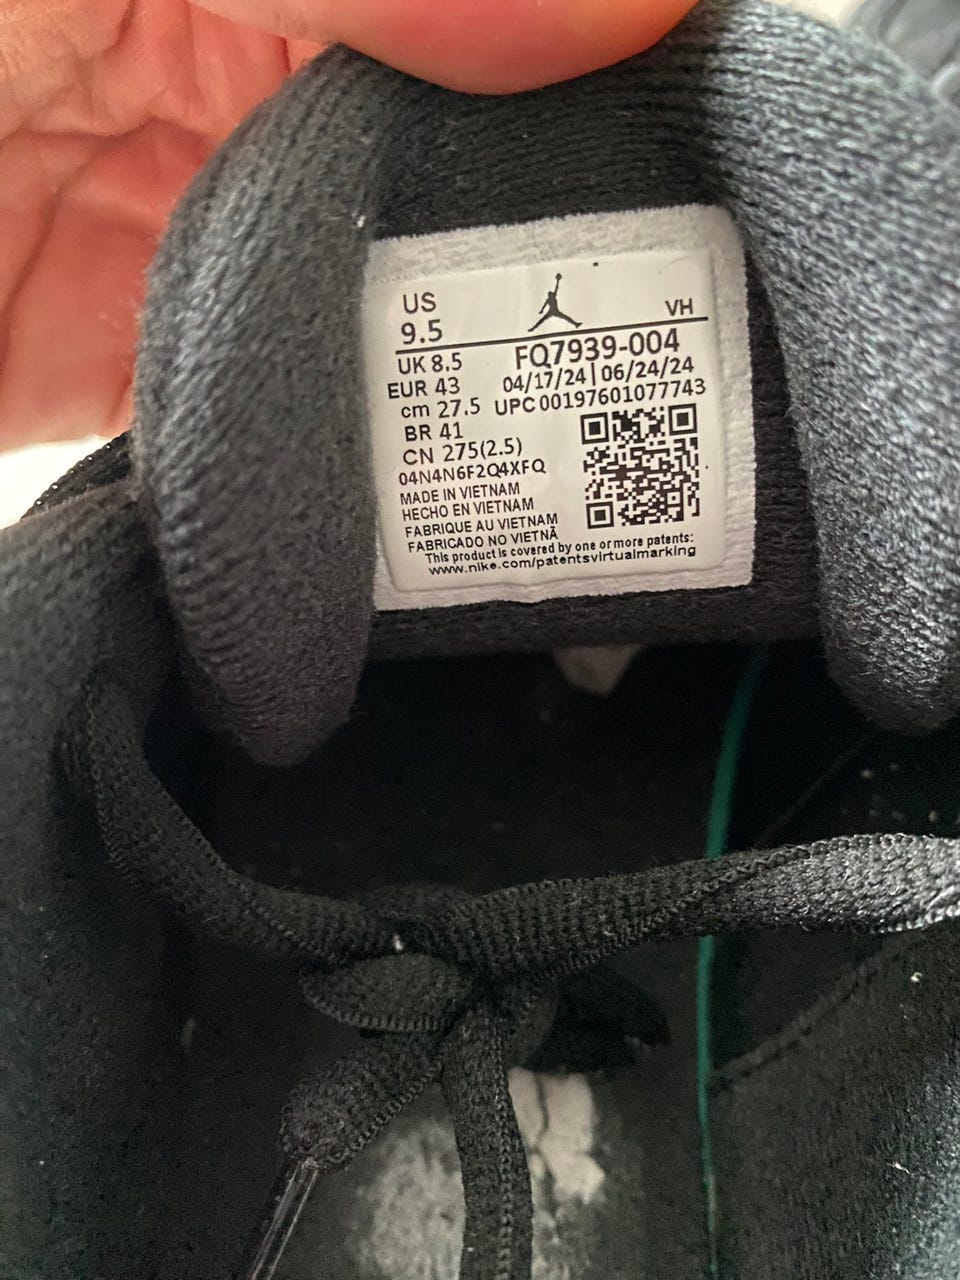 US
9.5
VH
UK 8.5
FQ7939-004
EUR 43
04/17/24|06/24/24
cm 27.5
UPC 00197601077743
BR 41
CN 275(2.5)
04N4N6F2Q4XFQ
MADE IN VIETNAM
HECHO EN VIETNAM
FABRIQUE AU VIETNAM
FABRICADO NO VIETNÃ
This product is covered by one or more patents:
www.nike.com/patentsvirtualmarking